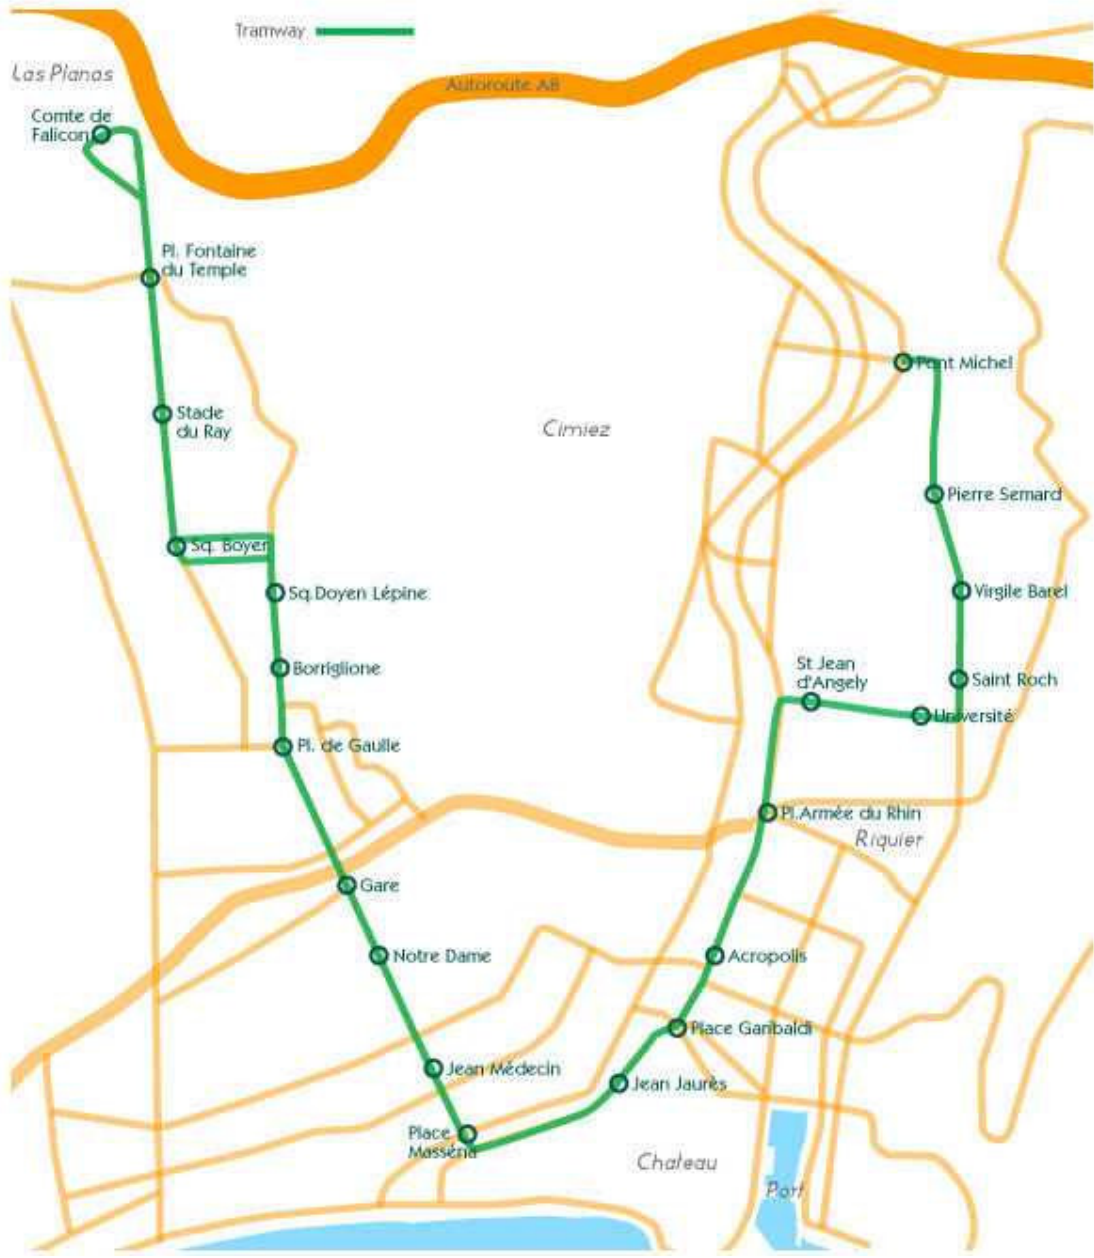 Tramway
Las Planas
Autoroute A8
Comte de
Falicon
Pl. Fontaine
du Temple
Pont Michel
Stade
du Ray
Cimiez
Pierre Semard
Sq. Boyer
Sq.Doyen Lépine
Virgile Barel
Borriglione
St Jean
d'Angely
Saint Roch
Université
Pl. de Gaulle
Pl.Armée du Rhin
Riquier
Gare
Notre Dame
Acropolis
Place Garibaldi
Jean Médecin
Jean Jaurès
Place
Masséna
Chateau
Port